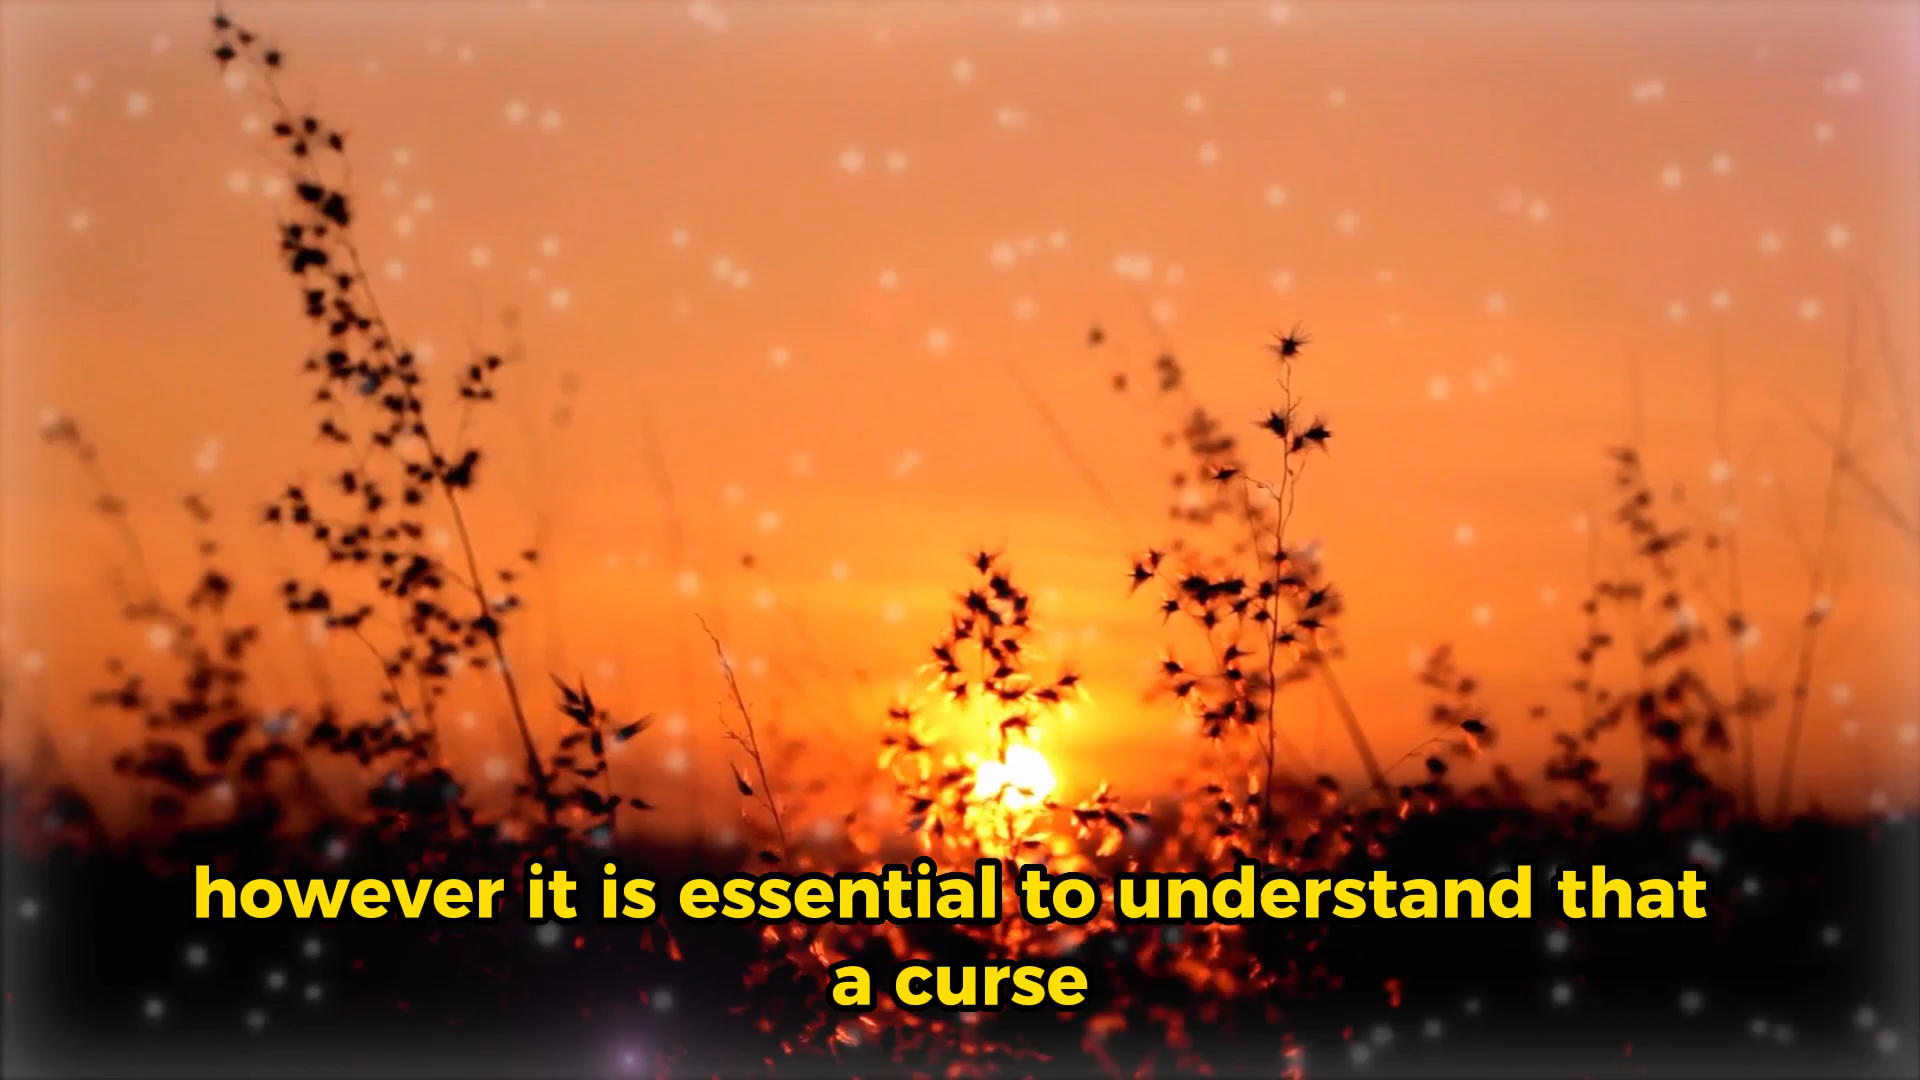 however it is essential to understand that
a curse